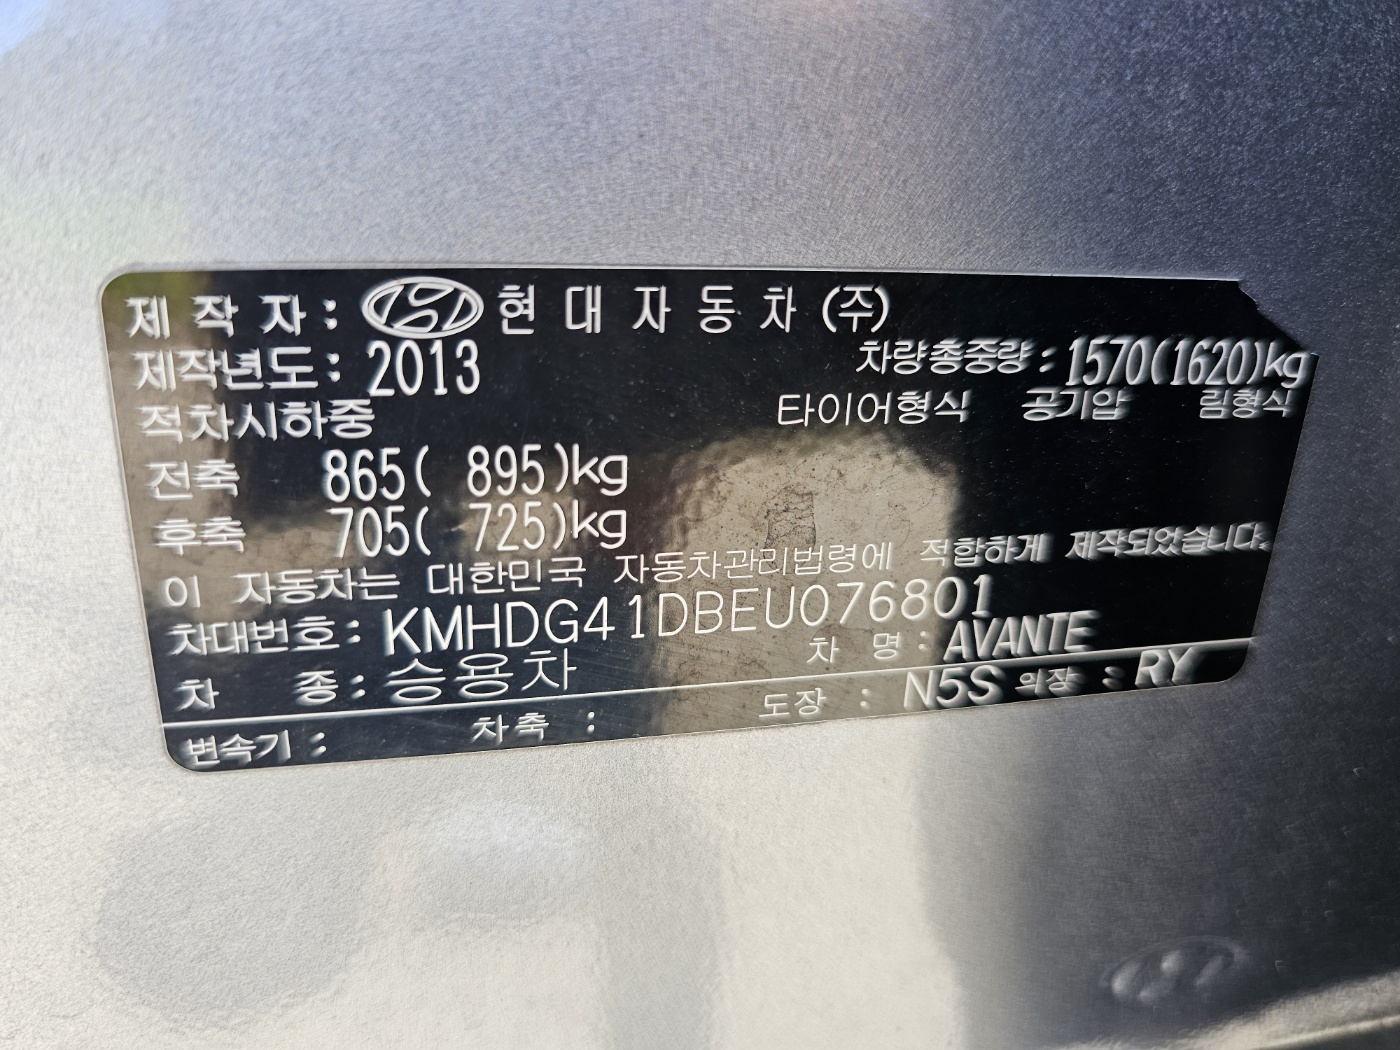 제 작 자 : 현 대 자 동 차 (주)
제작년도 : 2013 차량총중량 : 1570(1620)kg
적차시하중 타이어형식 공기압 림형식
전축 865( 895)kg
후축 705( 725)kg
이 자동차는 대한민국 자동차관리법령에 적합하게 제작되었습니다.
차대번호 : KMHDG41DBEU076801
차 종 : 승용차 차 명 : AVANTE
변속기 : 차축 : 도장 : N5S 의장 : RY